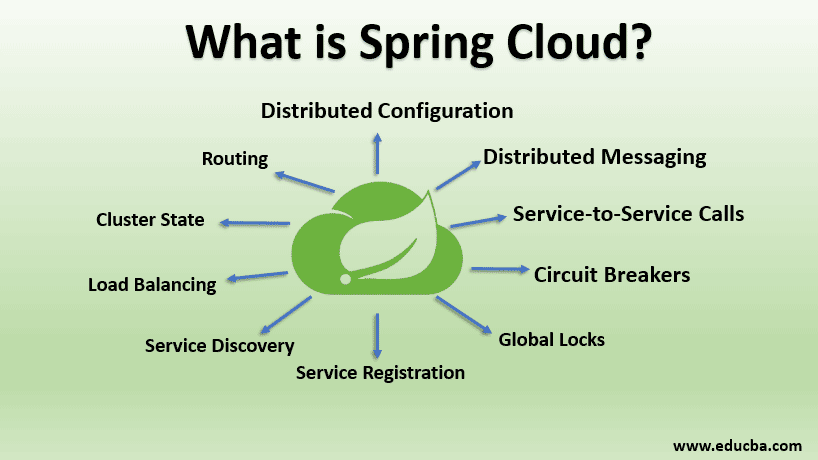 What is Spring Cloud?
Distributed Configuration
Routing
Distributed Messaging
Cluster State
Service-to-Service Calls
Load Balancing
Circuit Breakers
Service Discovery
Global Locks
Service Registration
www.educba.com